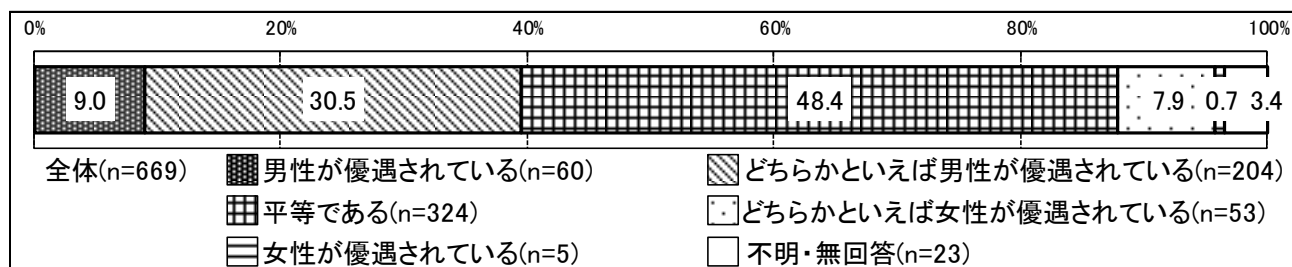 0% 20% 40% 60% 80% 100%
9.0 30.5 48.4 7.9 0.7 3.4
全体(n=669) 男性が優遇されている(n=60) どちらかといえば男性が優遇されている(n=204)
平等である(n=324) どちらかといえば女性が優遇されている(n=53)
女性が優遇されている(n=5) 不明・無回答(n=23)